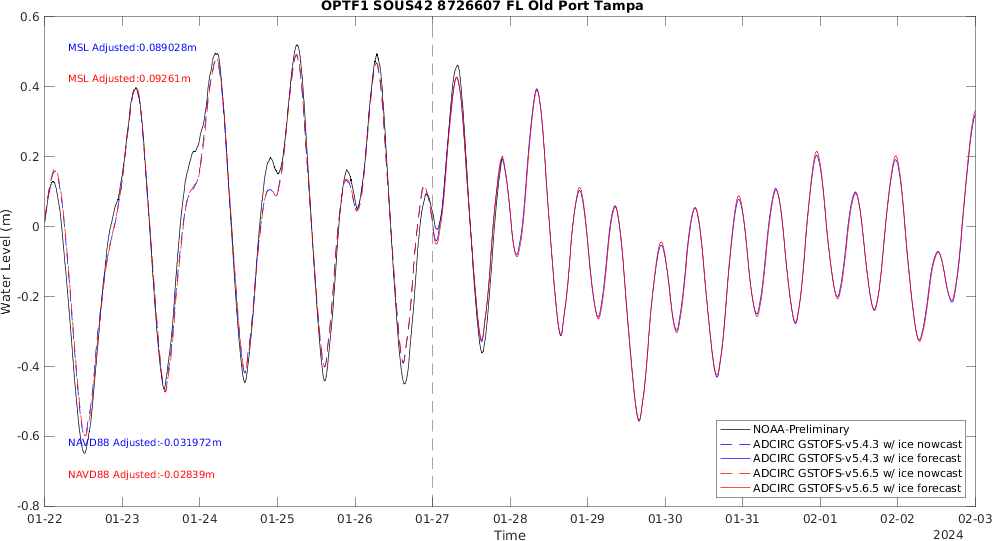 OPTF1 SOUS42 8726607 FL Old Port Tampa
0.6
MSL Adjusted:0.089028m
MSL Adjusted:0.09261m
0.4
0.2
0
Water Level (m)
-0.2
-0.4
-0.6
NAVD88 Adjusted:-0.031972m
NAVD88 Adjusted:-0.02839m
-0.8
NOAA-Preliminary
ADCIRC GSTOFS-v5.4.3 w/ ice nowcast
ADCIRC GSTOFS-v5.4.3 w/ ice forecast
ADCIRC GSTOFS-v5.6.5 w/ ice nowcast
ADCIRC GSTOFS-v5.6.5 w/ ice forecast
01-22 01-23 01-24 01-25 01-26 01-27 01-28 01-29 01-30 01-31 02-01 02-02 02-03
Time
2024